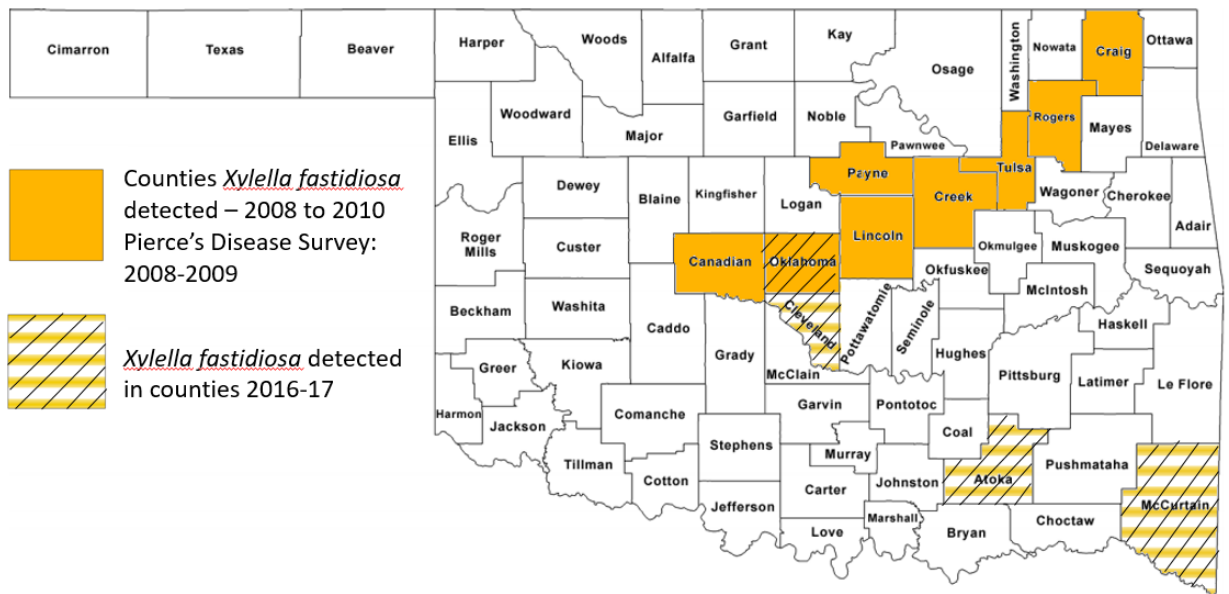 Cimarron
Texas
Beaver
Harper
Woods
Alfalfa
Grant
Kay
Osage
Washington
Nowata
Craig
Ottawa
Ellis
Woodward
Major
Garfield
Noble
Pawnwee
Rogers
Mayes
Delaware
Counties Xylella fastidiosa
detected – 2008 to 2010
Pierce's Disease Survey:
2008-2009
Dewey
Blaine
Kingfisher
Logan
Payne
Creek
Tulsa
Wagoner
Cherokee
Adair
Roger
Mills
Custer
Canadian
Oklahoma
Lincoln
Okmulgee
Muskogee
Sequoyah
Okfuskee
McIntosh
Beckham
Washita
Caddo
Grady
Cleveland
Pottawatomie
Seminole
Hughes
Haskell
Xylella fastidiosa detected
in counties 2016-17
Greer
Kiowa
McClain
Pittsburg
Latimer
Le Flore
Harmon
Jackson
Comanche
Garvin
Pontotoc
Coal
Stephens
Murray
Tillman
Cotton
Carter
Johnston
Atoka
Pushmataha
McCurtain
Jefferson
Love
Marshall
Bryan
Choctaw